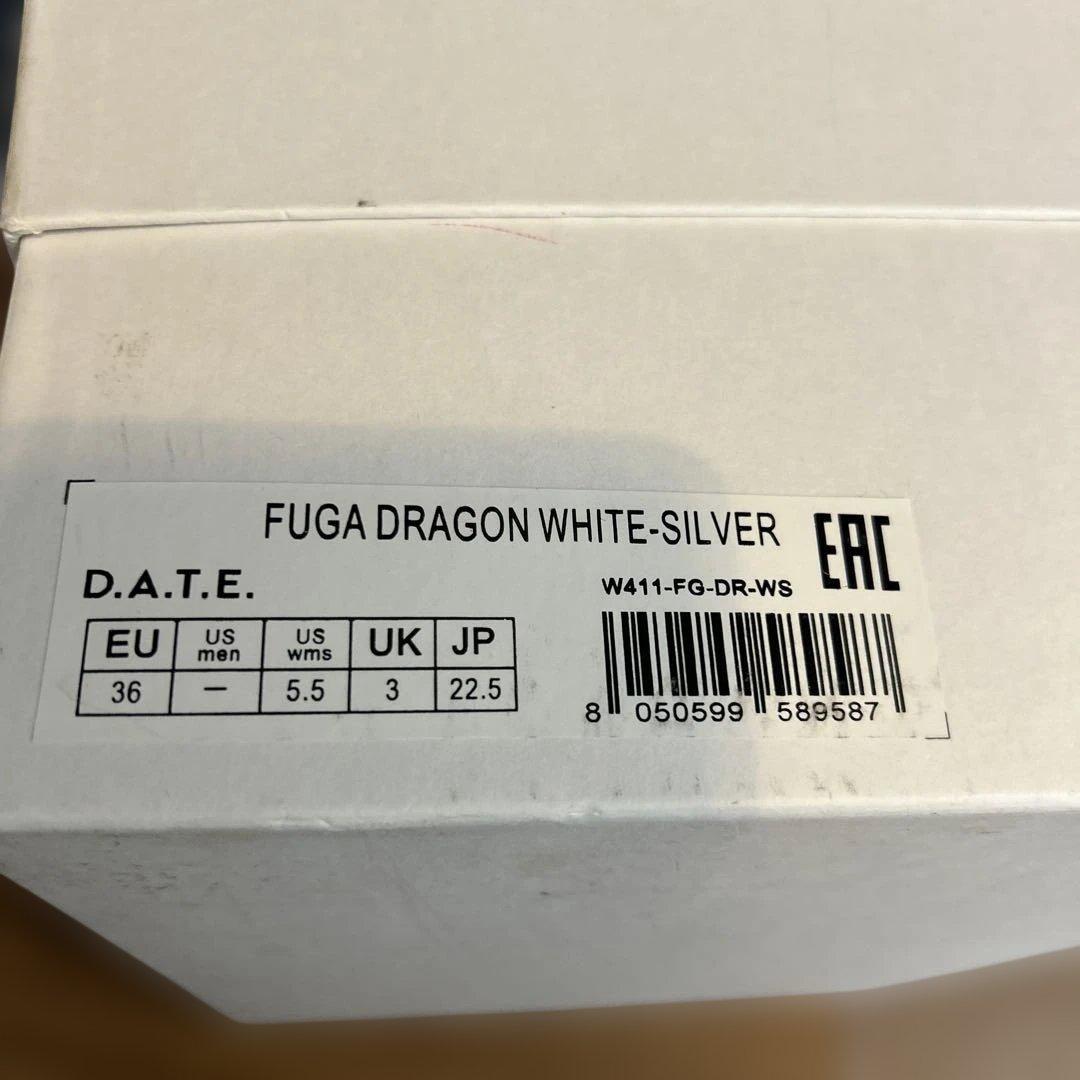 FUGA DRAGON WHITE-SILVER
EAC
D.A.T.E.
W411-FG-DR-WS
EU US men US wms UK JP
36 – 5.5 3 22.5
8 050599 589587